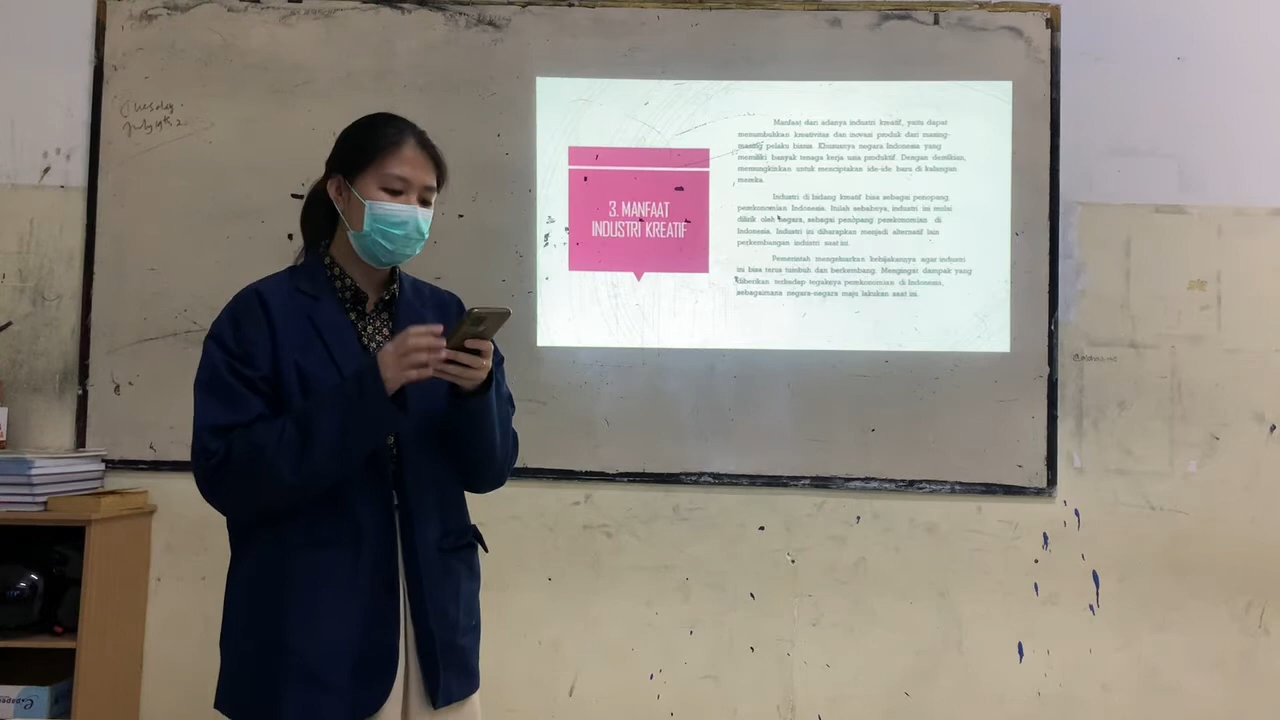 Tuesday
3. MANFAAT
INDUSTRI KREATIF
Manfaat dari adanya industri kreatif, yaitu dapat
menumbuhkan kreativitas dan inovasi produk dari masing-
masing pelaku bisnis. Khususnya negara Indonesia yang
memiliki banyak tenaga kerja usia produktif. Dengan demikian,
memungkinkan untuk menciptakan ide-ide baru di kalangan
mereka.
Industri di bidang kreatif bisa sebagai penopang
perekonomian Indonesia. Itulah sebabnya, industri ini mulai
dilirik oleh negara, sebagai penopang perekonomian di
Indonesia. Industri ini diharapkan menjadi alternatif lain
perkembangan industri saat ini.
Pemerintah mengeluarkan kebijakannya agar industri
ini bisa terus tumbuh dan berkembang. Mengingat dampak yang
diberikan terhadap tegaknya perekonomian di Indonesia,
sebagaimana negara-negara maju lakukan saat ini.